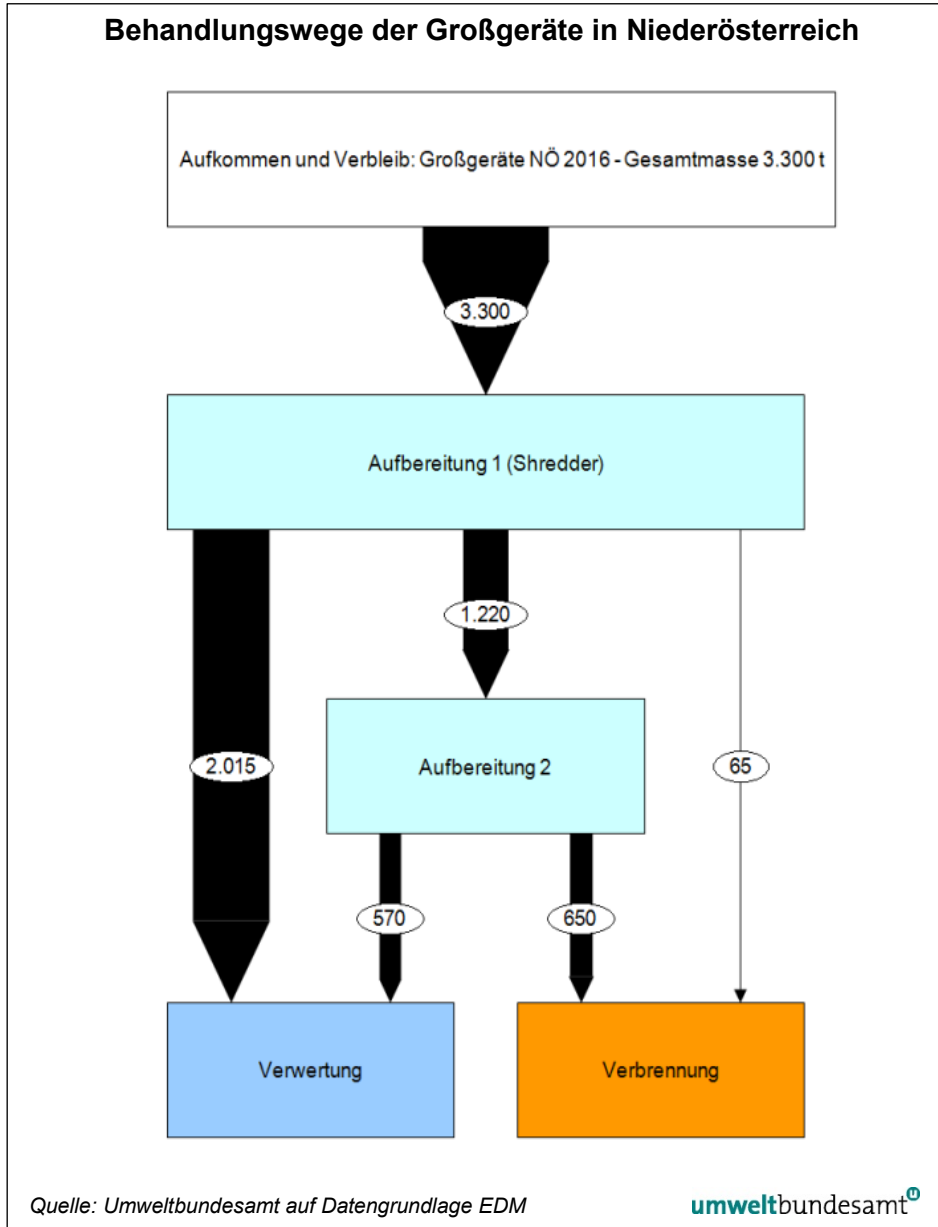 Behandlungswege der Großgeräte in Niederösterreich
Aufkommen und Verbleib: Großgeräte NÖ 2016 - Gesamtmasse 3.300 t
3.300
Aufbereitung 1 (Shredder)
1.220
Aufbereitung 2
2.015
65
570
650
Verwertung
Verbrennung
Quelle: Umweltbundesamt auf Datengrundlage EDM
umweltbundesamt ᵘ